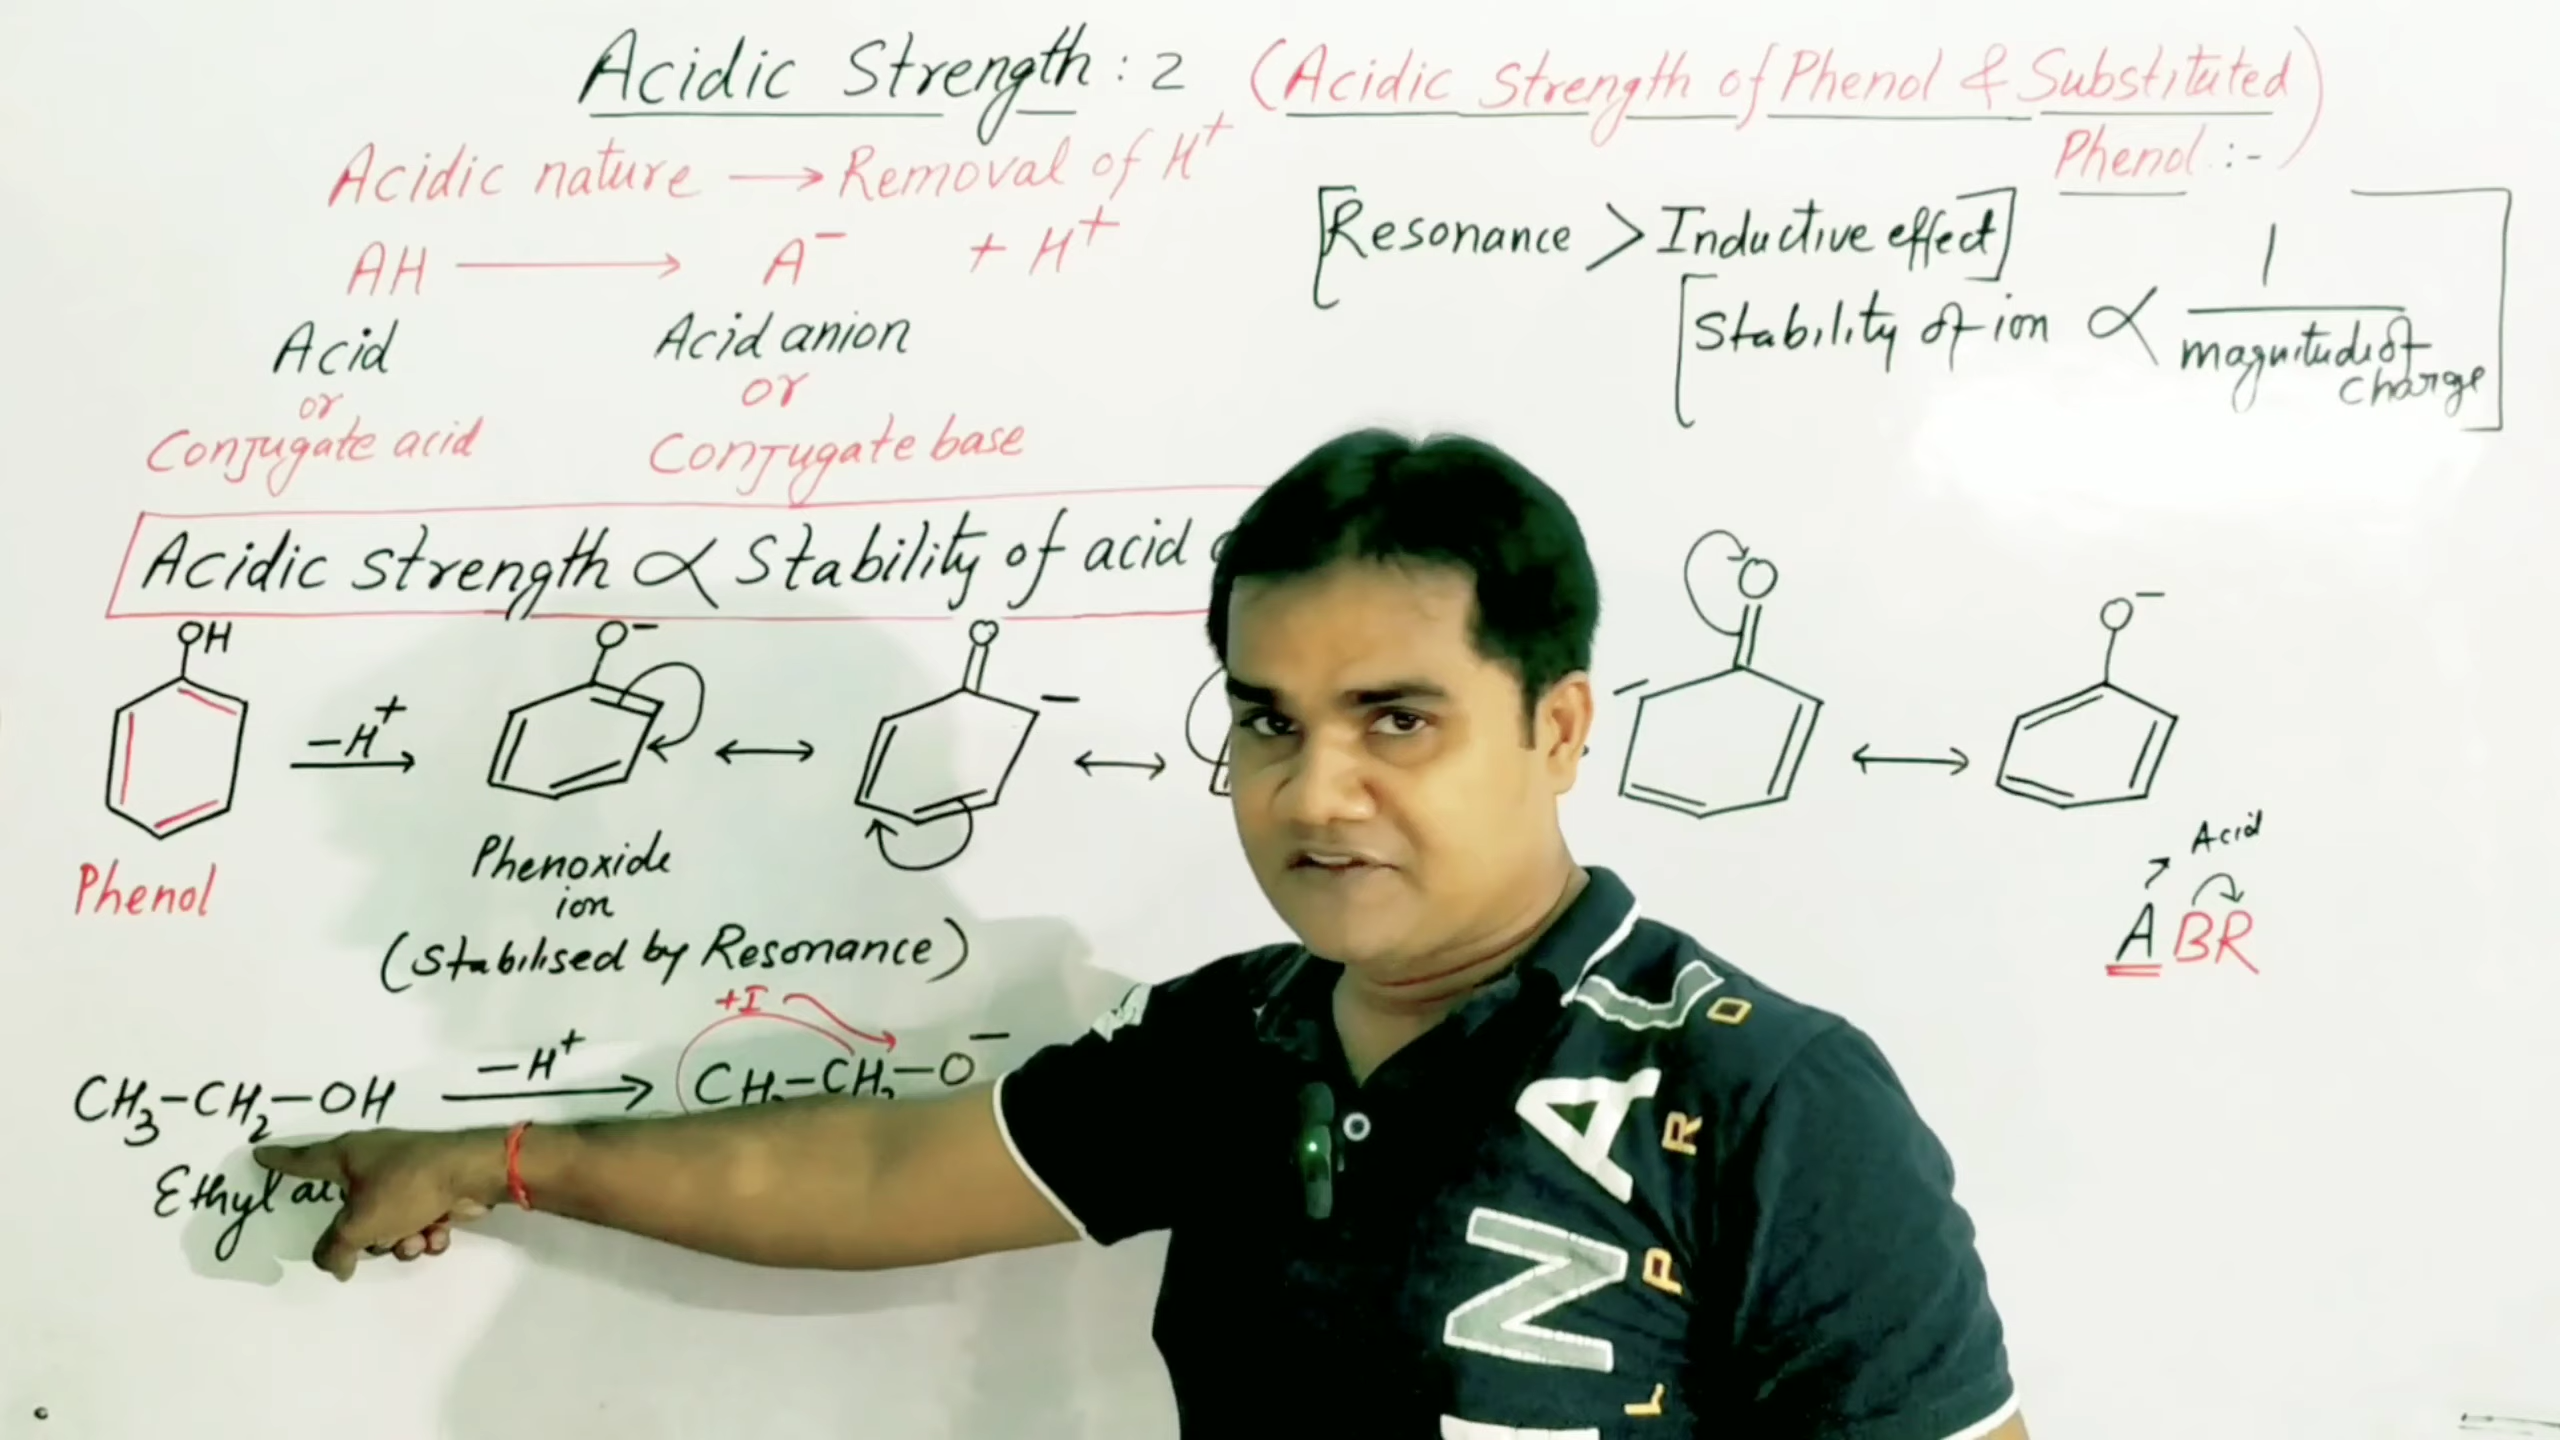 Acidic Strength : 2 (Acidic Strength of Phenol & Substituted
Phenol :-)
Acidic nature → Removal of H⁺
AH → A⁻ + H⁺
Acid
or
Conjugate acid
Acid anion
or
Conjugate base
[Resonance > Inductive effect]
[Stability of ion ∝ 1
magnitude of
charge]
Acidic strength ∝ Stability of acid
OH
−H⁺
O⁻
↔
O
−
↔
O
−
↔
O⁻
Phenol
Phenoxide
ion
(Stabilised by Resonance)
Acid
A BR
+I
CH₃−CH₂−OH −H⁺ → CH−CH₂−O⁻
Ethyl
A
N
L
P
R
O